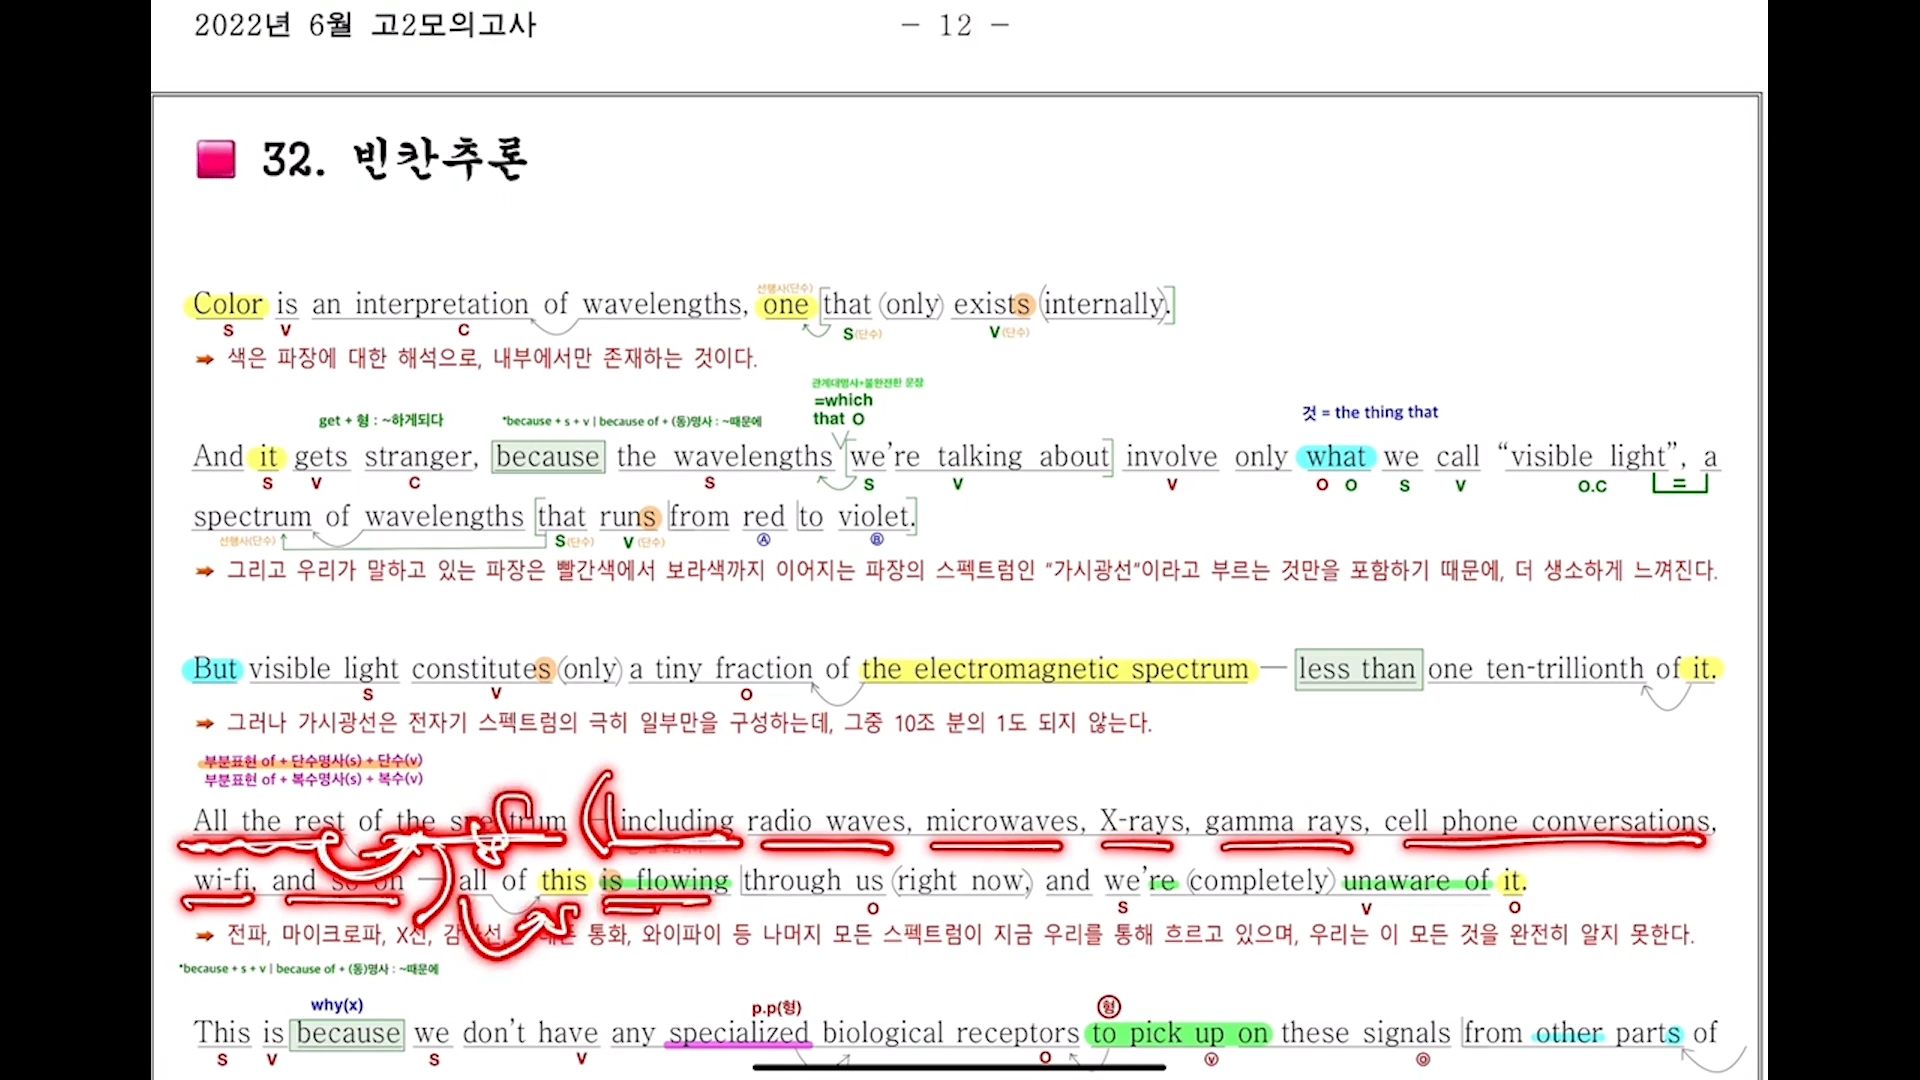 2022년 6월 고2모의고사
- 12 -
32. 빈칸추론
선행사(단수)
Color is an interpretation of wavelengths, one [that (only) exists (internally).]
S V C S(단수) V(단수)
➡ 색은 파장에 대한 해석으로, 내부에서만 존재하는 것이다.
관계대명사+불완전한 문장
=which
that O
get + 형 : ~하게되다 *because + s + v | because of + (동)명사 : ~때문에 것 = the thing that
And it gets stranger, because the wavelengths [we're talking about] involve only what we call “visible light”, a
S V C S S V V O O S V O.C =
spectrum of wavelengths [that runs from red to violet.]
선행사(단수) S(단수) V(단수) Ⓐ Ⓑ
➡ 그리고 우리가 말하고 있는 파장은 빨간색에서 보라색까지 이어지는 파장의 스펙트럼인 "가시광선"이라고 부르는 것만을 포함하기 때문에, 더 생소하게 느껴진다.
But visible light constitutes (only) a tiny fraction of the electromagnetic spectrum — less than one ten-trillionth of it.
S V O
➡ 그러나 가시광선은 전자기 스펙트럼의 극히 일부만을 구성하는데, 그중 10조 분의 1도 되지 않는다.
부분표현 of + 단수명사(s) + 단수(v)
부분표현 of + 복수명사(s) + 복수(v)
All the rest of the spectrum — including radio waves, microwaves, X-rays, gamma rays, cell phone conversations,
wi-fi, and so on — all of this is flowing through us (right now), and we're (completely) unaware of it.
O S V O
➡ 전파, 마이크로파, X선, 통화, 와이파이 등 나머지 모든 스펙트럼이 지금 우리를 통해 흐르고 있으며, 우리는 이 모든 것을 완전히 알지 못한다.
*because + s + v | because of + (동)명사 : ~때문에
why(x) p.p(형) 형
This is because we don't have any specialized biological receptors to pick up on these signals from other parts of
S V S V O ⓥ ⓞ